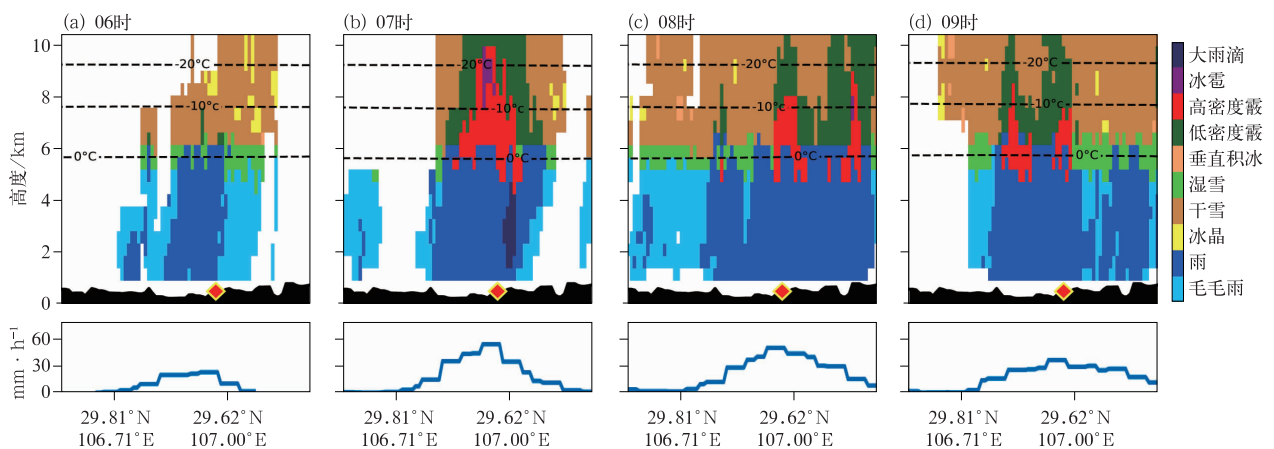 (a) 06时
(b) 07时
(c) 08时
(d) 09时
高度/km
10
8
6
4
2
0
-20°C
-10°c
0°C
-20°C
-10°c
0°C
-20°C
-10°c
0°C
-20°C
-10°c
0°C
大雨滴
冰雹
高密度霰
低密度霰
垂直积冰
湿雪
干雪
冰晶
雨
毛毛雨
mm · h⁻¹
60
30
0
29.81°N
106.71°E
29.62°N
107.00°E
29.81°N
106.71°E
29.62°N
107.00°E
29.81°N
106.71°E
29.62°N
107.00°E
29.81°N
106.71°E
29.62°N
107.00°E